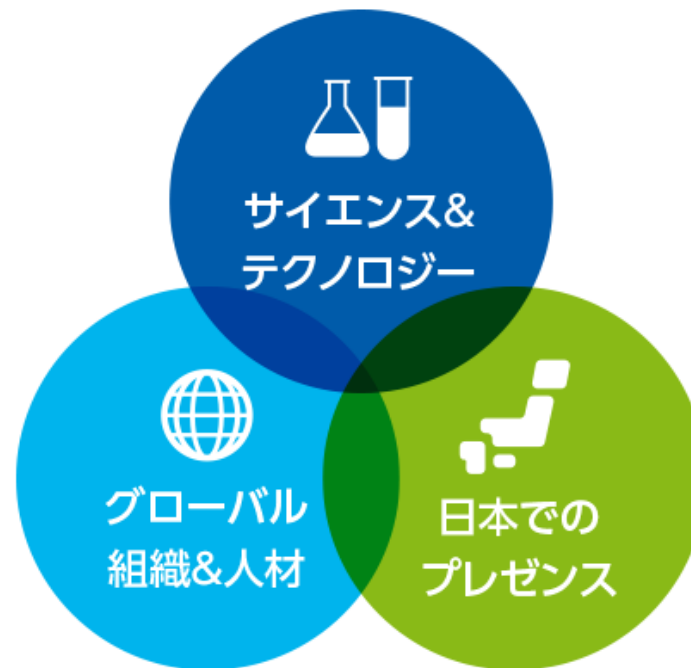 サイエンス&
テクノロジー
グローバル
組織&人材
日本での
プレゼンス